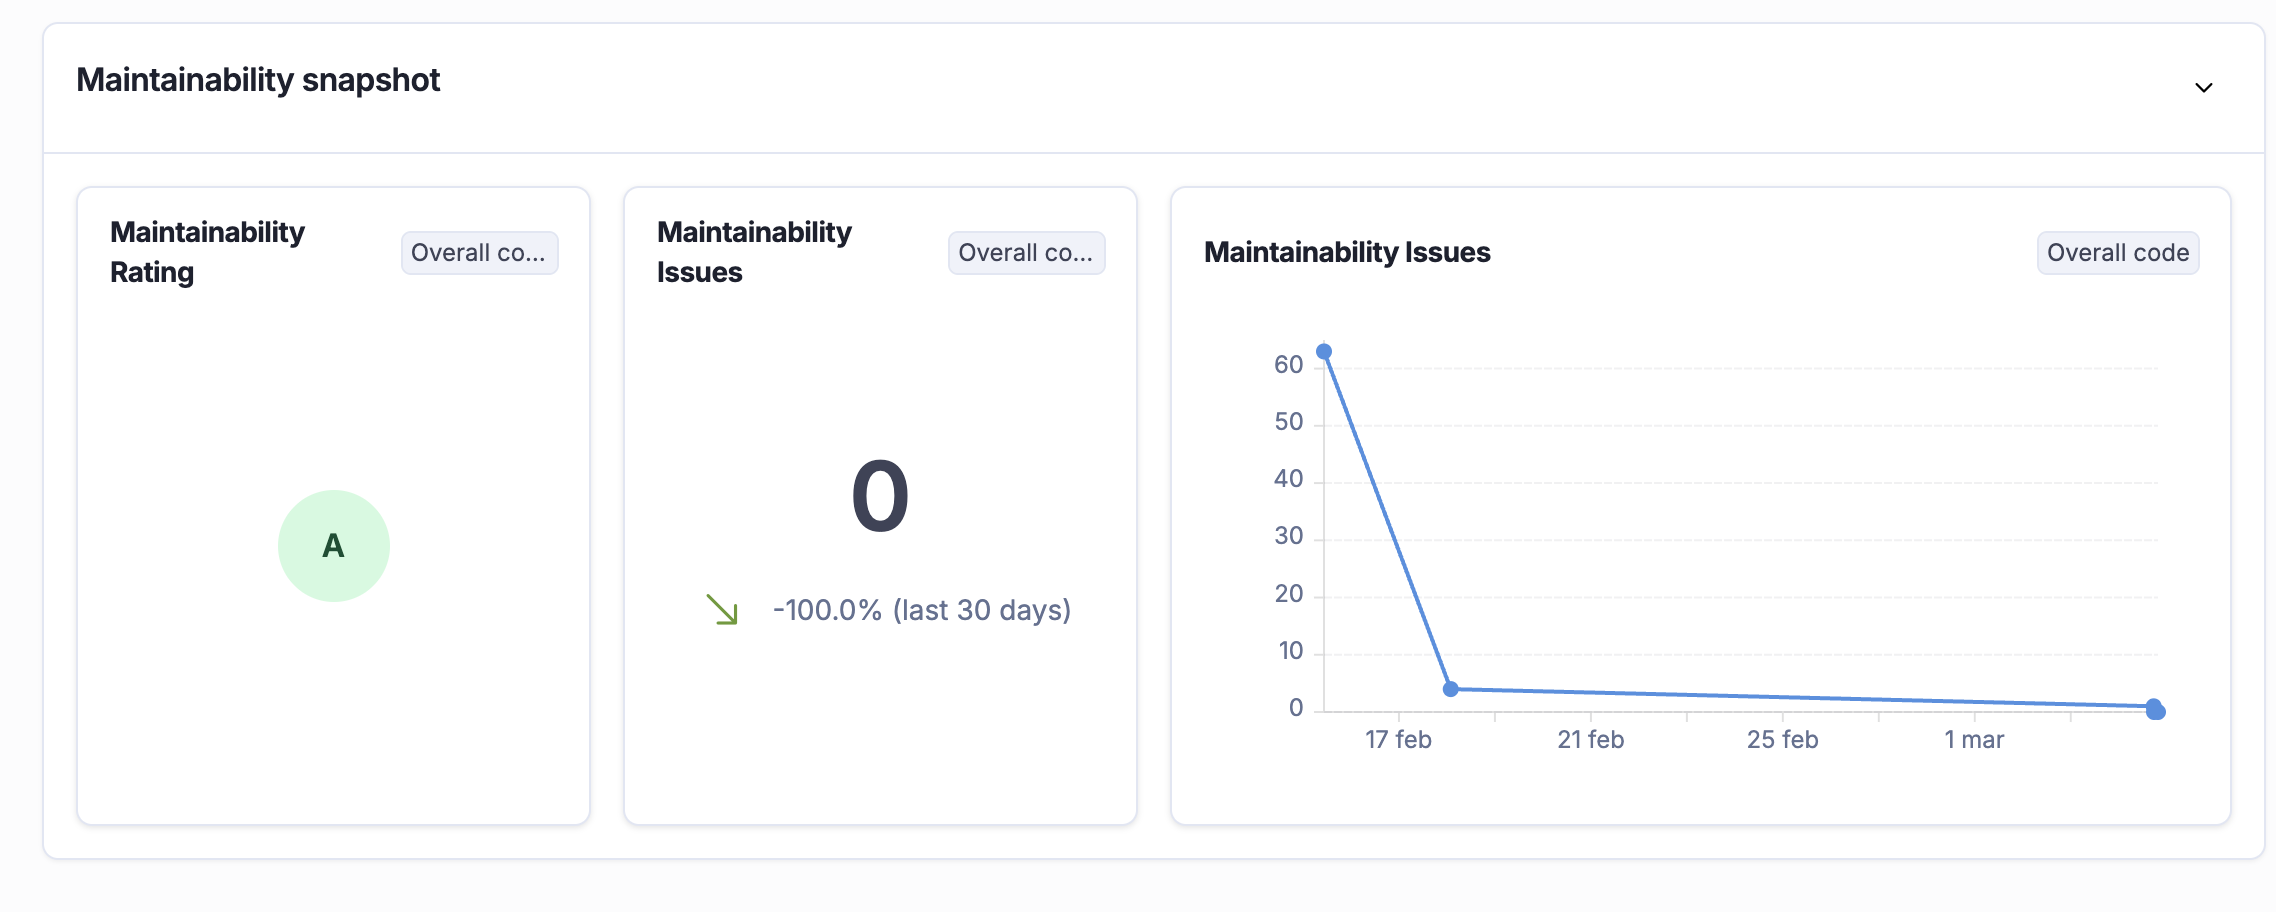 Maintainability snapshot
Maintainability
Rating
Overall co...
A
Maintainability
Issues
Overall co...
0
-100.0% (last 30 days)
Maintainability Issues
Overall code
60
50
40
30
20
10
0
17 feb
21 feb
25 feb
1 mar